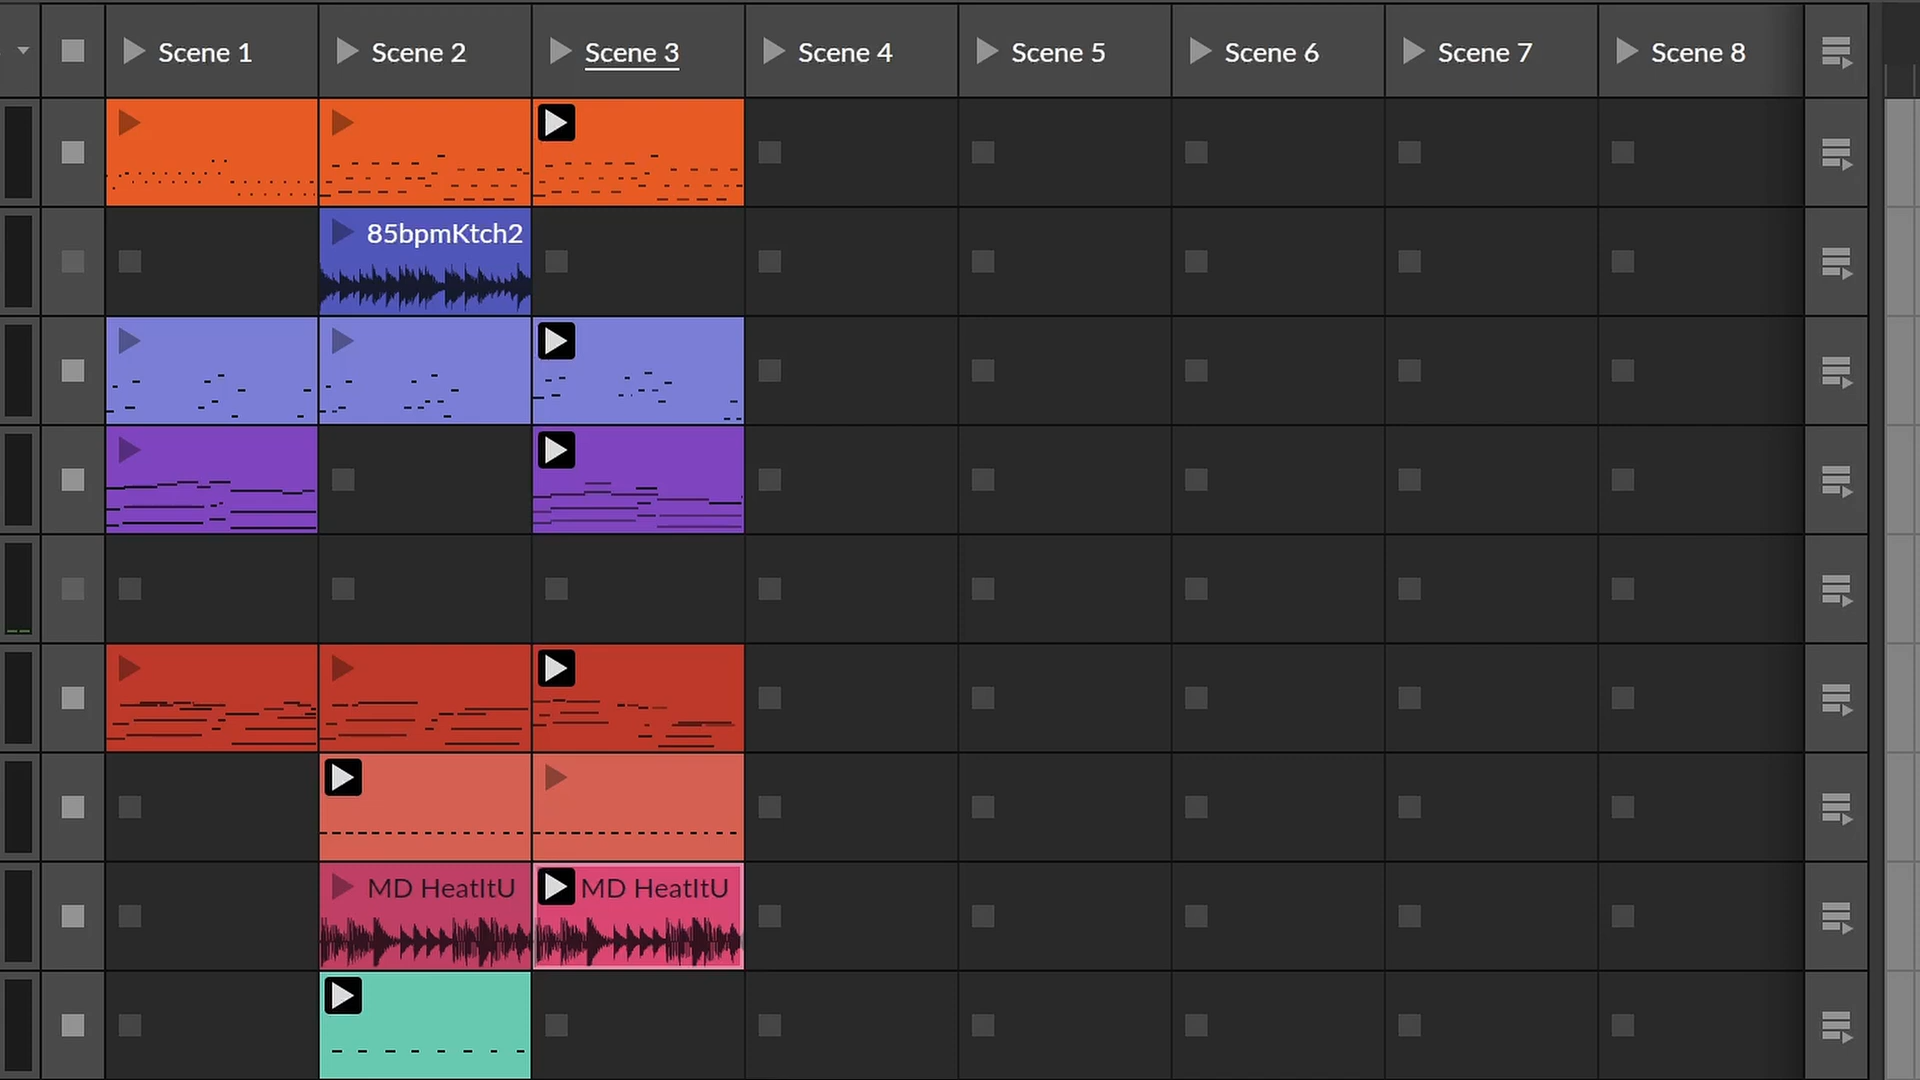 Scene 1
Scene 2
Scene 3
Scene 4
Scene 5
Scene 6
Scene 7
Scene 8
85bpmKtch2
MD HeatItU
MD HeatItU